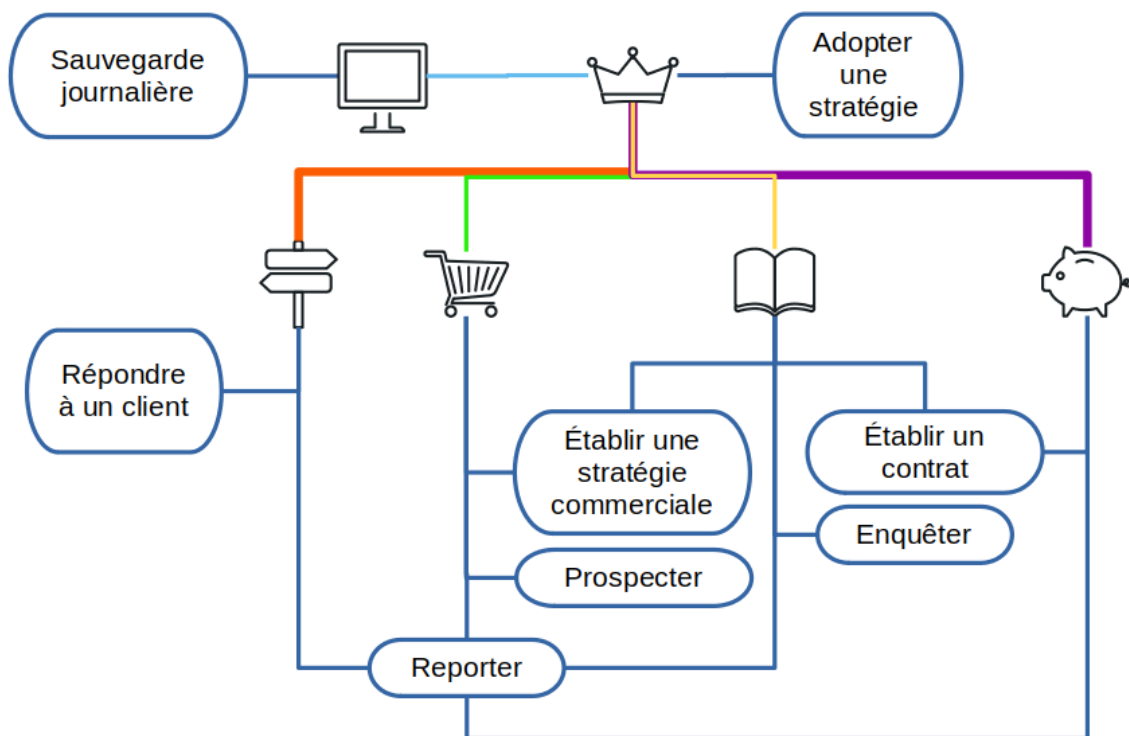 Sauvegarde
journalière
Adopter
une
stratégie
Répondre
à un client
Établir une
stratégie
commerciale
Établir un
contrat
Enquêter
Prospecter
Reporter